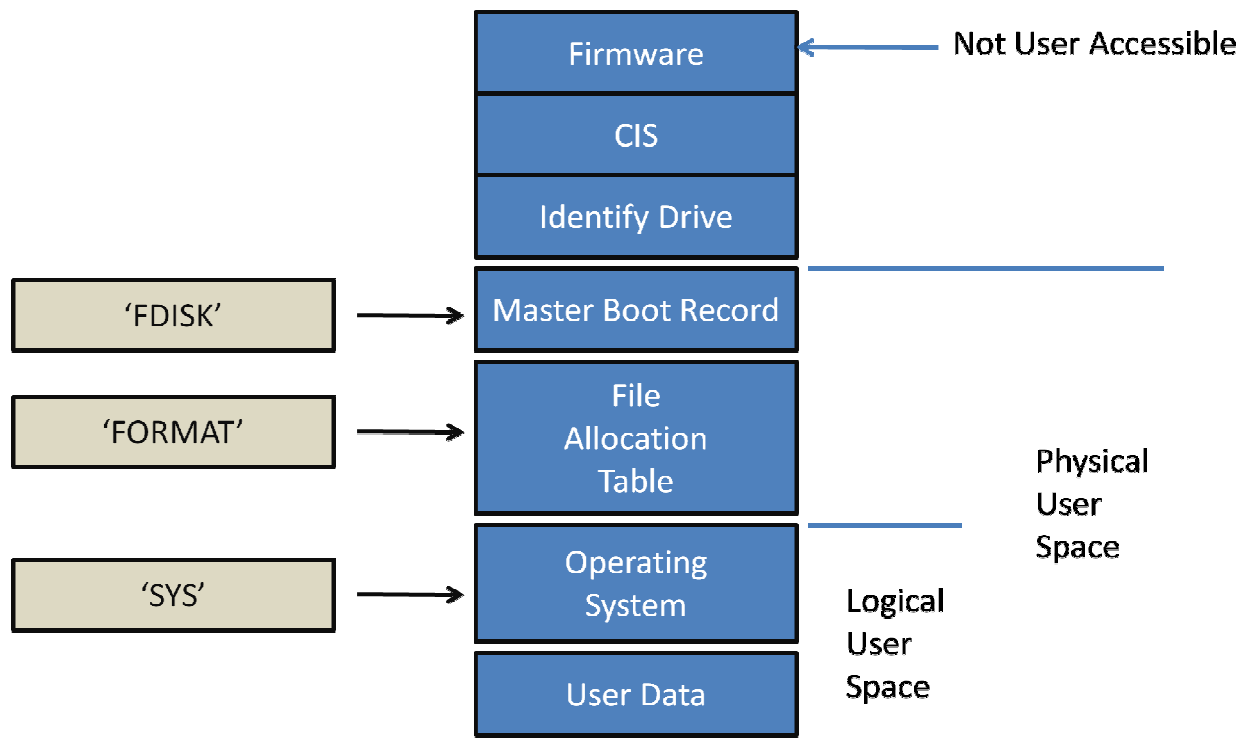 Firmware
Not User Accessible
CIS
Identify Drive
‘FDISK’
Master Boot Record
‘FORMAT’
File
Allocation
Table
Physical
User
Space
‘SYS’
Operating
System
Logical
User
Space
User Data